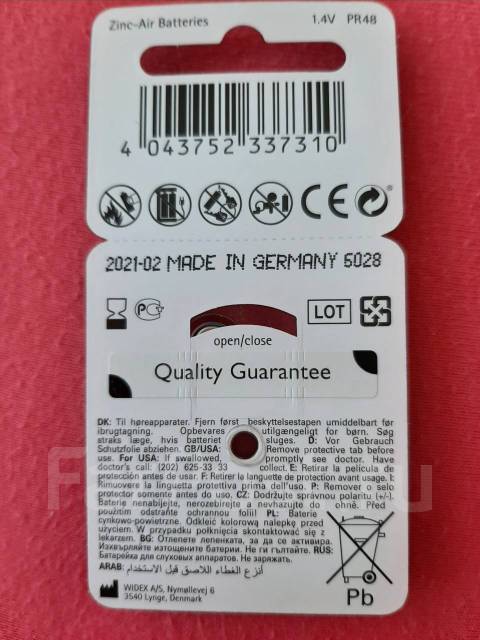 Zinc-Air Batteries 1.4V PR48
4 043752 337310
CE
2021-02 MADE IN GERMANY 5028
LOT
open/close
Quality Guarantee
DK: Til høreapparater. Fjern først beskyttelsestapen umiddelbart før
ibrugtagning. Opbevares utilgængeligt for børn. Søg
straks læge, hvis batteriet sluges. D: Vor Gebrauch
Schutzfolie abziehen. GB/USA: Remove protective tab before
use. For USA: If swallowed, promptly see doctor. Have
doctor's call: (202) 625-33 33 collect. E: Retirar la película de
protección antes de usar. F: Retirer la languette de protection avant usage. I:
Rimuovere la linguetta protettiva prima dell'uso. P: Remover o selo
protector somente antes do uso. CZ: Dodržujte správnou polaritu (+/-).
Baterie nenabíjejte, nerozebírejte a nevhazujte do ohně. Před
použitím odstraňte ochrannou folii! PL: Baterie
cynkowo-powietrzne. Odkleić kolorową nalepkę przed
użyciem. W przypadku połknięcia skontaktować się z
lekarzem. BG: Отлепете лепенката, за да се активира.
Изхвърляйте изтощените батерии. Не ги гълтайте. RUS:
Батарейка для слуховых аппаратов. Не заряжать.
ARAB: أنزع الغطاء اللاصق قبل الاستخدام
WIDEX A/S, Nymøllevej 6
3540 Lynge, Denmark
Pb